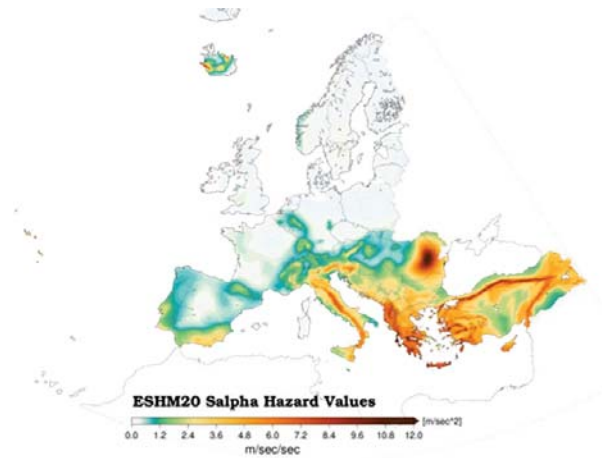 ESHM20 Salpha Hazard Values
[m/sec^2]
0.0 1.2 2.4 3.6 4.8 6.0 7.2 8.4 9.6 10.8 12.0
m/sec/sec